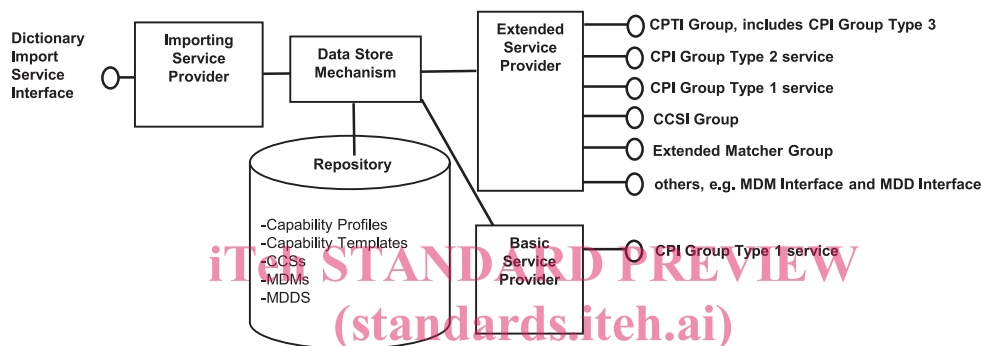 Dictionary
Import
Service
Interface
Importing
Service
Provider
Data Store
Mechanism
Extended
Service
Provider
CPTI Group, includes CPI Group Type 3
CPI Group Type 2 service
CPI Group Type 1 service
CCSI Group
Extended Matcher Group
others, e.g. MDM Interface and MDD Interface
Repository
-Capability Profiles
-Capability Templates
-CCSs
-MDMs
-MDDS
Basic
Service
Provider
CPI Group Type 1 service
iTeh STANDARD PREVIEW
(standards.iteh.ai)